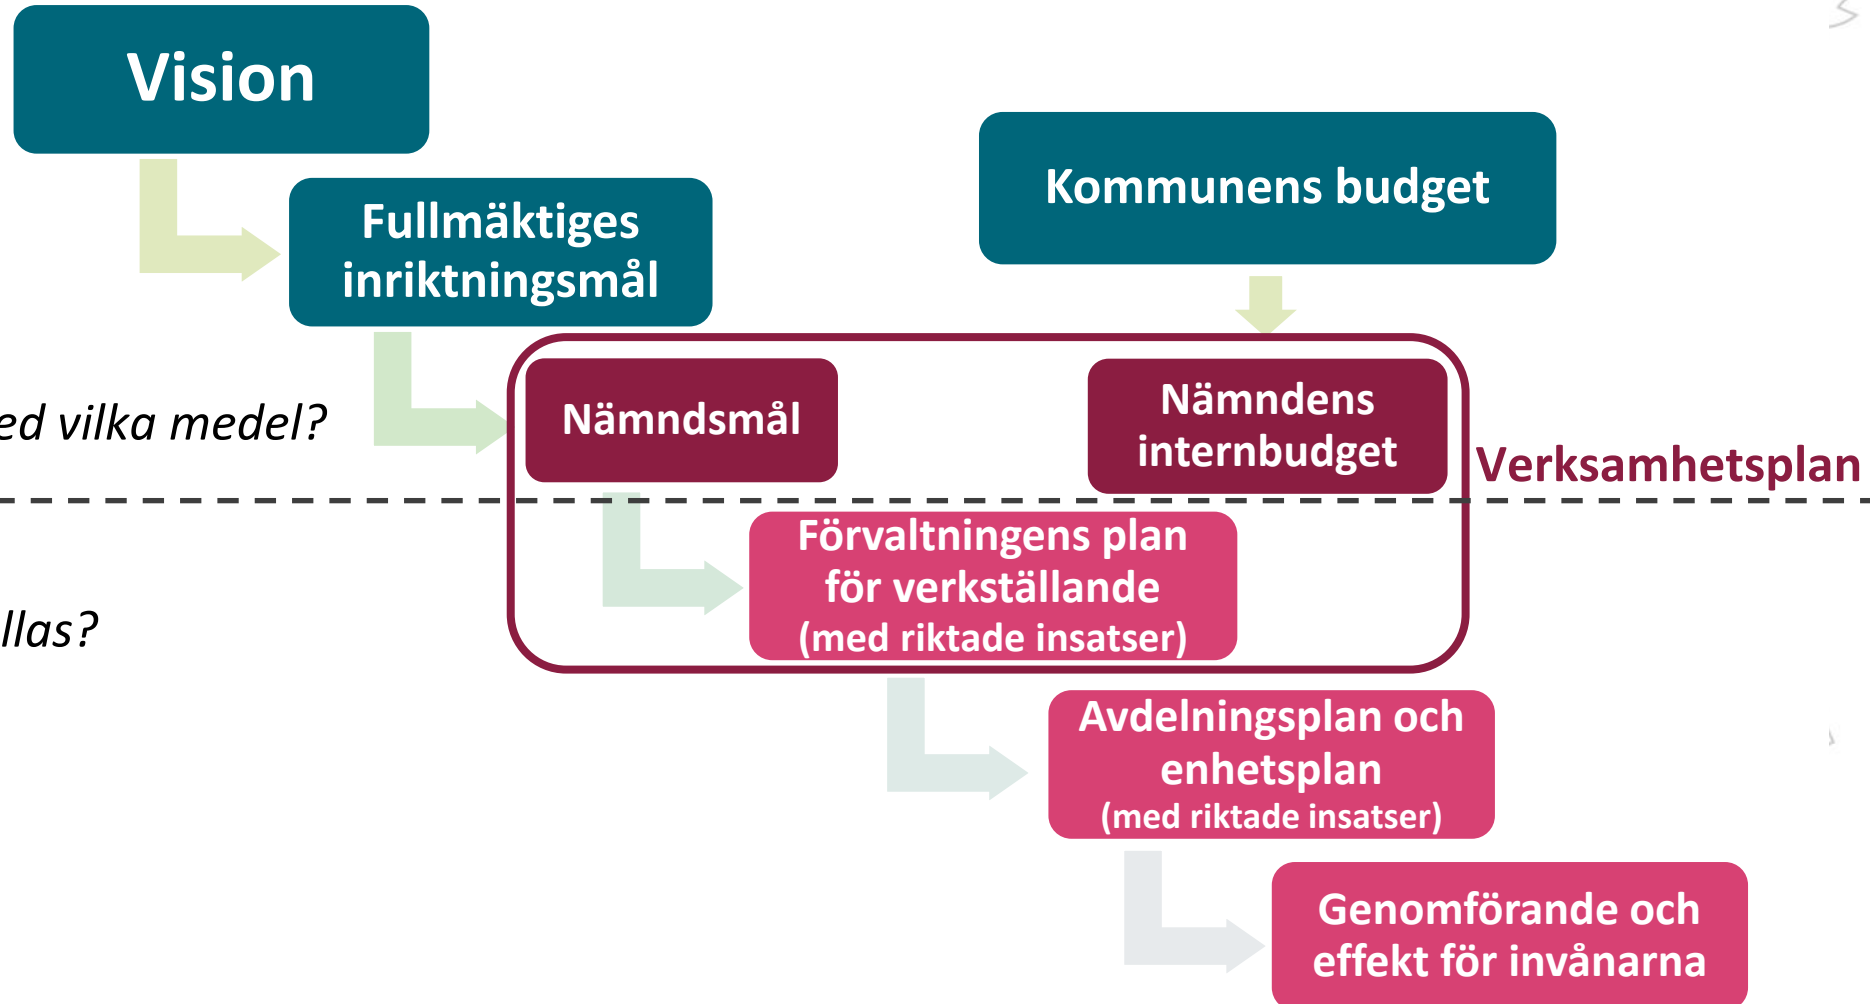 Vision
Kommunens budget
Fullmäktiges
inriktningsmål
ed vilka medel?
Nämndsmål
Nämndens
internbudget
Verksamhetsplan
Förvaltningens plan
för verkställande
(med riktade insatser)
llas?
Avdelningsplan och
enhetsplan
(med riktade insatser)
Genomförande och
effekt för invånarna